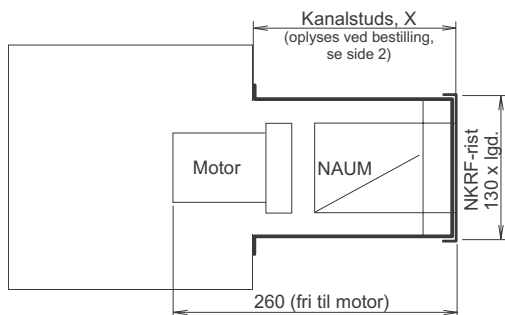 Kanalstuds, X
(oplyses ved bestilling,
se side 2)
Motor
NAUM
NKRF-rist
130 x lgd.
260 (fri til motor)